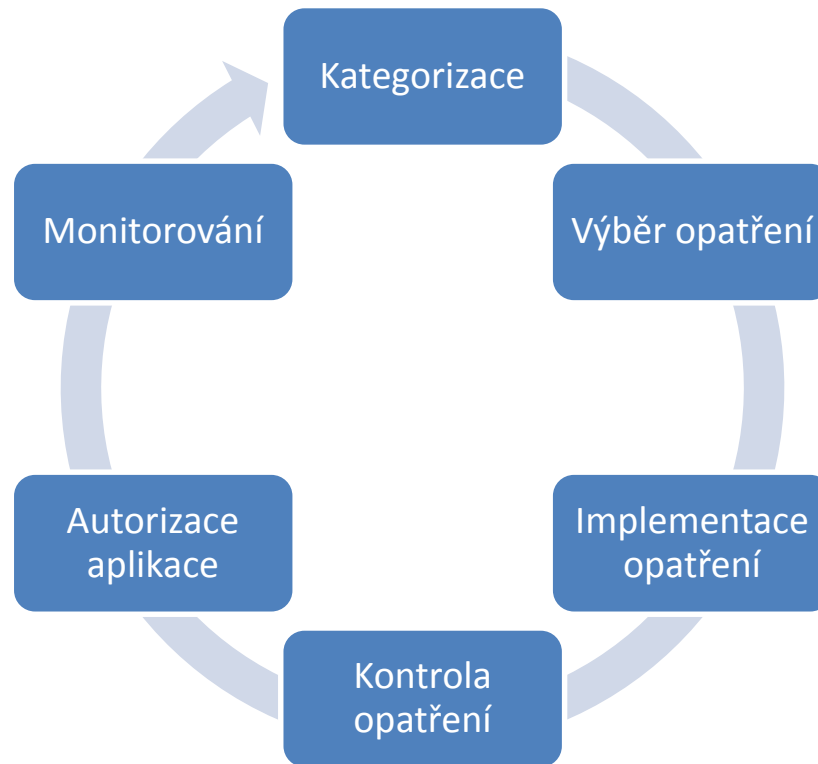 Kategorizace
Výběr opatření
Implementace
opatření
Kontrola
opatření
Autorizace
aplikace
Monitorování